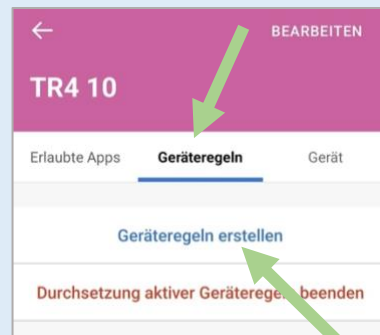 BEARBEITEN
TR4 10
Erlaubte Apps Geräteregeln Gerät
Geräteregeln erstellen
Durchsetzung aktiver Geräteregeln beenden